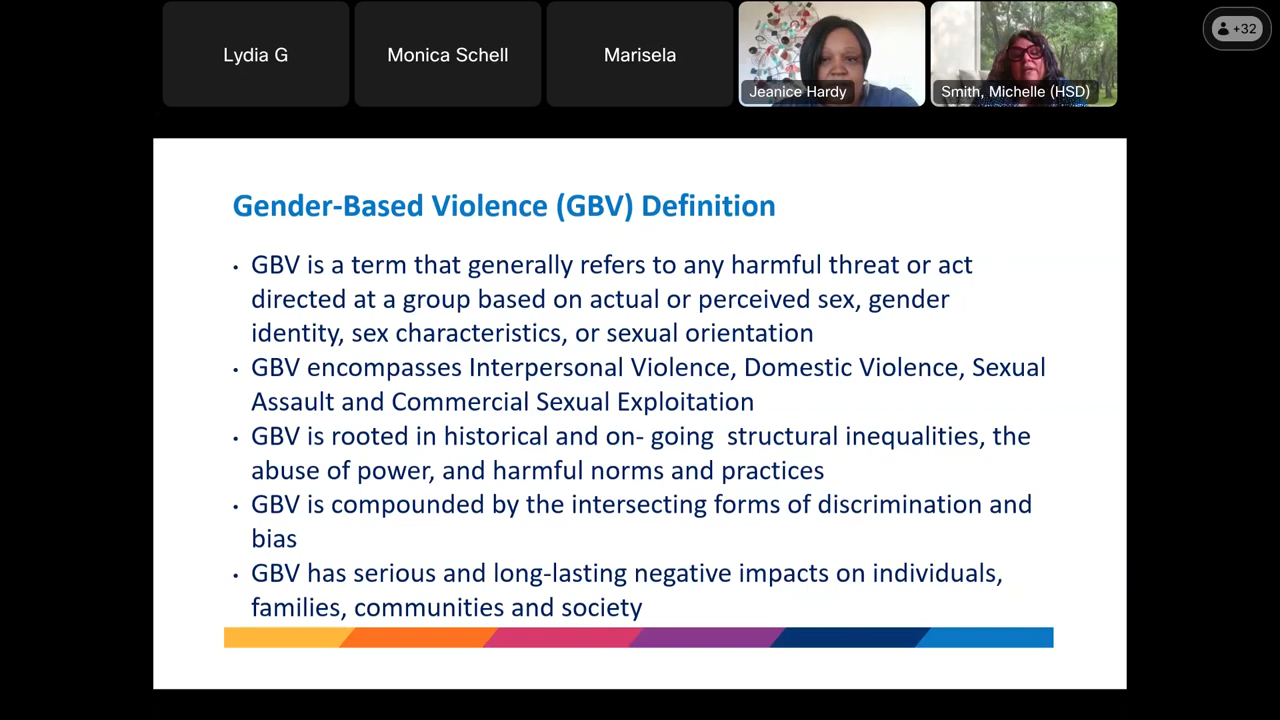 Lydia G
Monica Schell
Marisela
Jeanice Hardy
Smith, Michelle (HSD)
+32
Gender-Based Violence (GBV) Definition
• GBV is a term that generally refers to any harmful threat or act
directed at a group based on actual or perceived sex, gender
identity, sex characteristics, or sexual orientation
• GBV encompasses Interpersonal Violence, Domestic Violence, Sexual
Assault and Commercial Sexual Exploitation
• GBV is rooted in historical and on- going  structural inequalities, the
abuse of power, and harmful norms and practices
• GBV is compounded by the intersecting forms of discrimination and
bias
• GBV has serious and long-lasting negative impacts on individuals,
families, communities and society